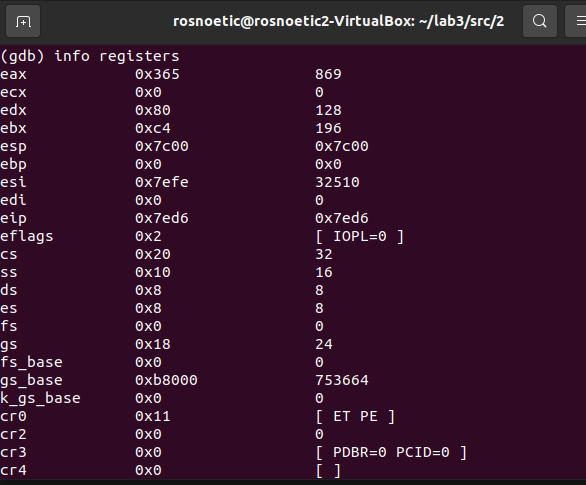 rosnoetic@rosnoetic2-VirtualBox: ~/lab3/src/2
(gdb) info registers
eax            0x365               869
ecx            0x0                 0
edx            0x80                128
ebx            0xc4                196
esp            0x7c00              0x7c00
ebp            0x0                 0x0
esi            0x7efe              32510
edi            0x0                 0
eip            0x7ed6              0x7ed6
eflags         0x2                 [ IOPL=0 ]
cs             0x20                32
ss             0x10                16
ds             0x8                 8
es             0x8                 8
fs             0x0                 0
gs             0x18                24
fs_base        0x0                 0
gs_base        0xb8000             753664
k_gs_base      0x0                 0
cr0            0x11                [ ET PE ]
cr2            0x0                 0
cr3            0x0                 [ PDBR=0 PCID=0 ]
cr4            0x0                 [ ]